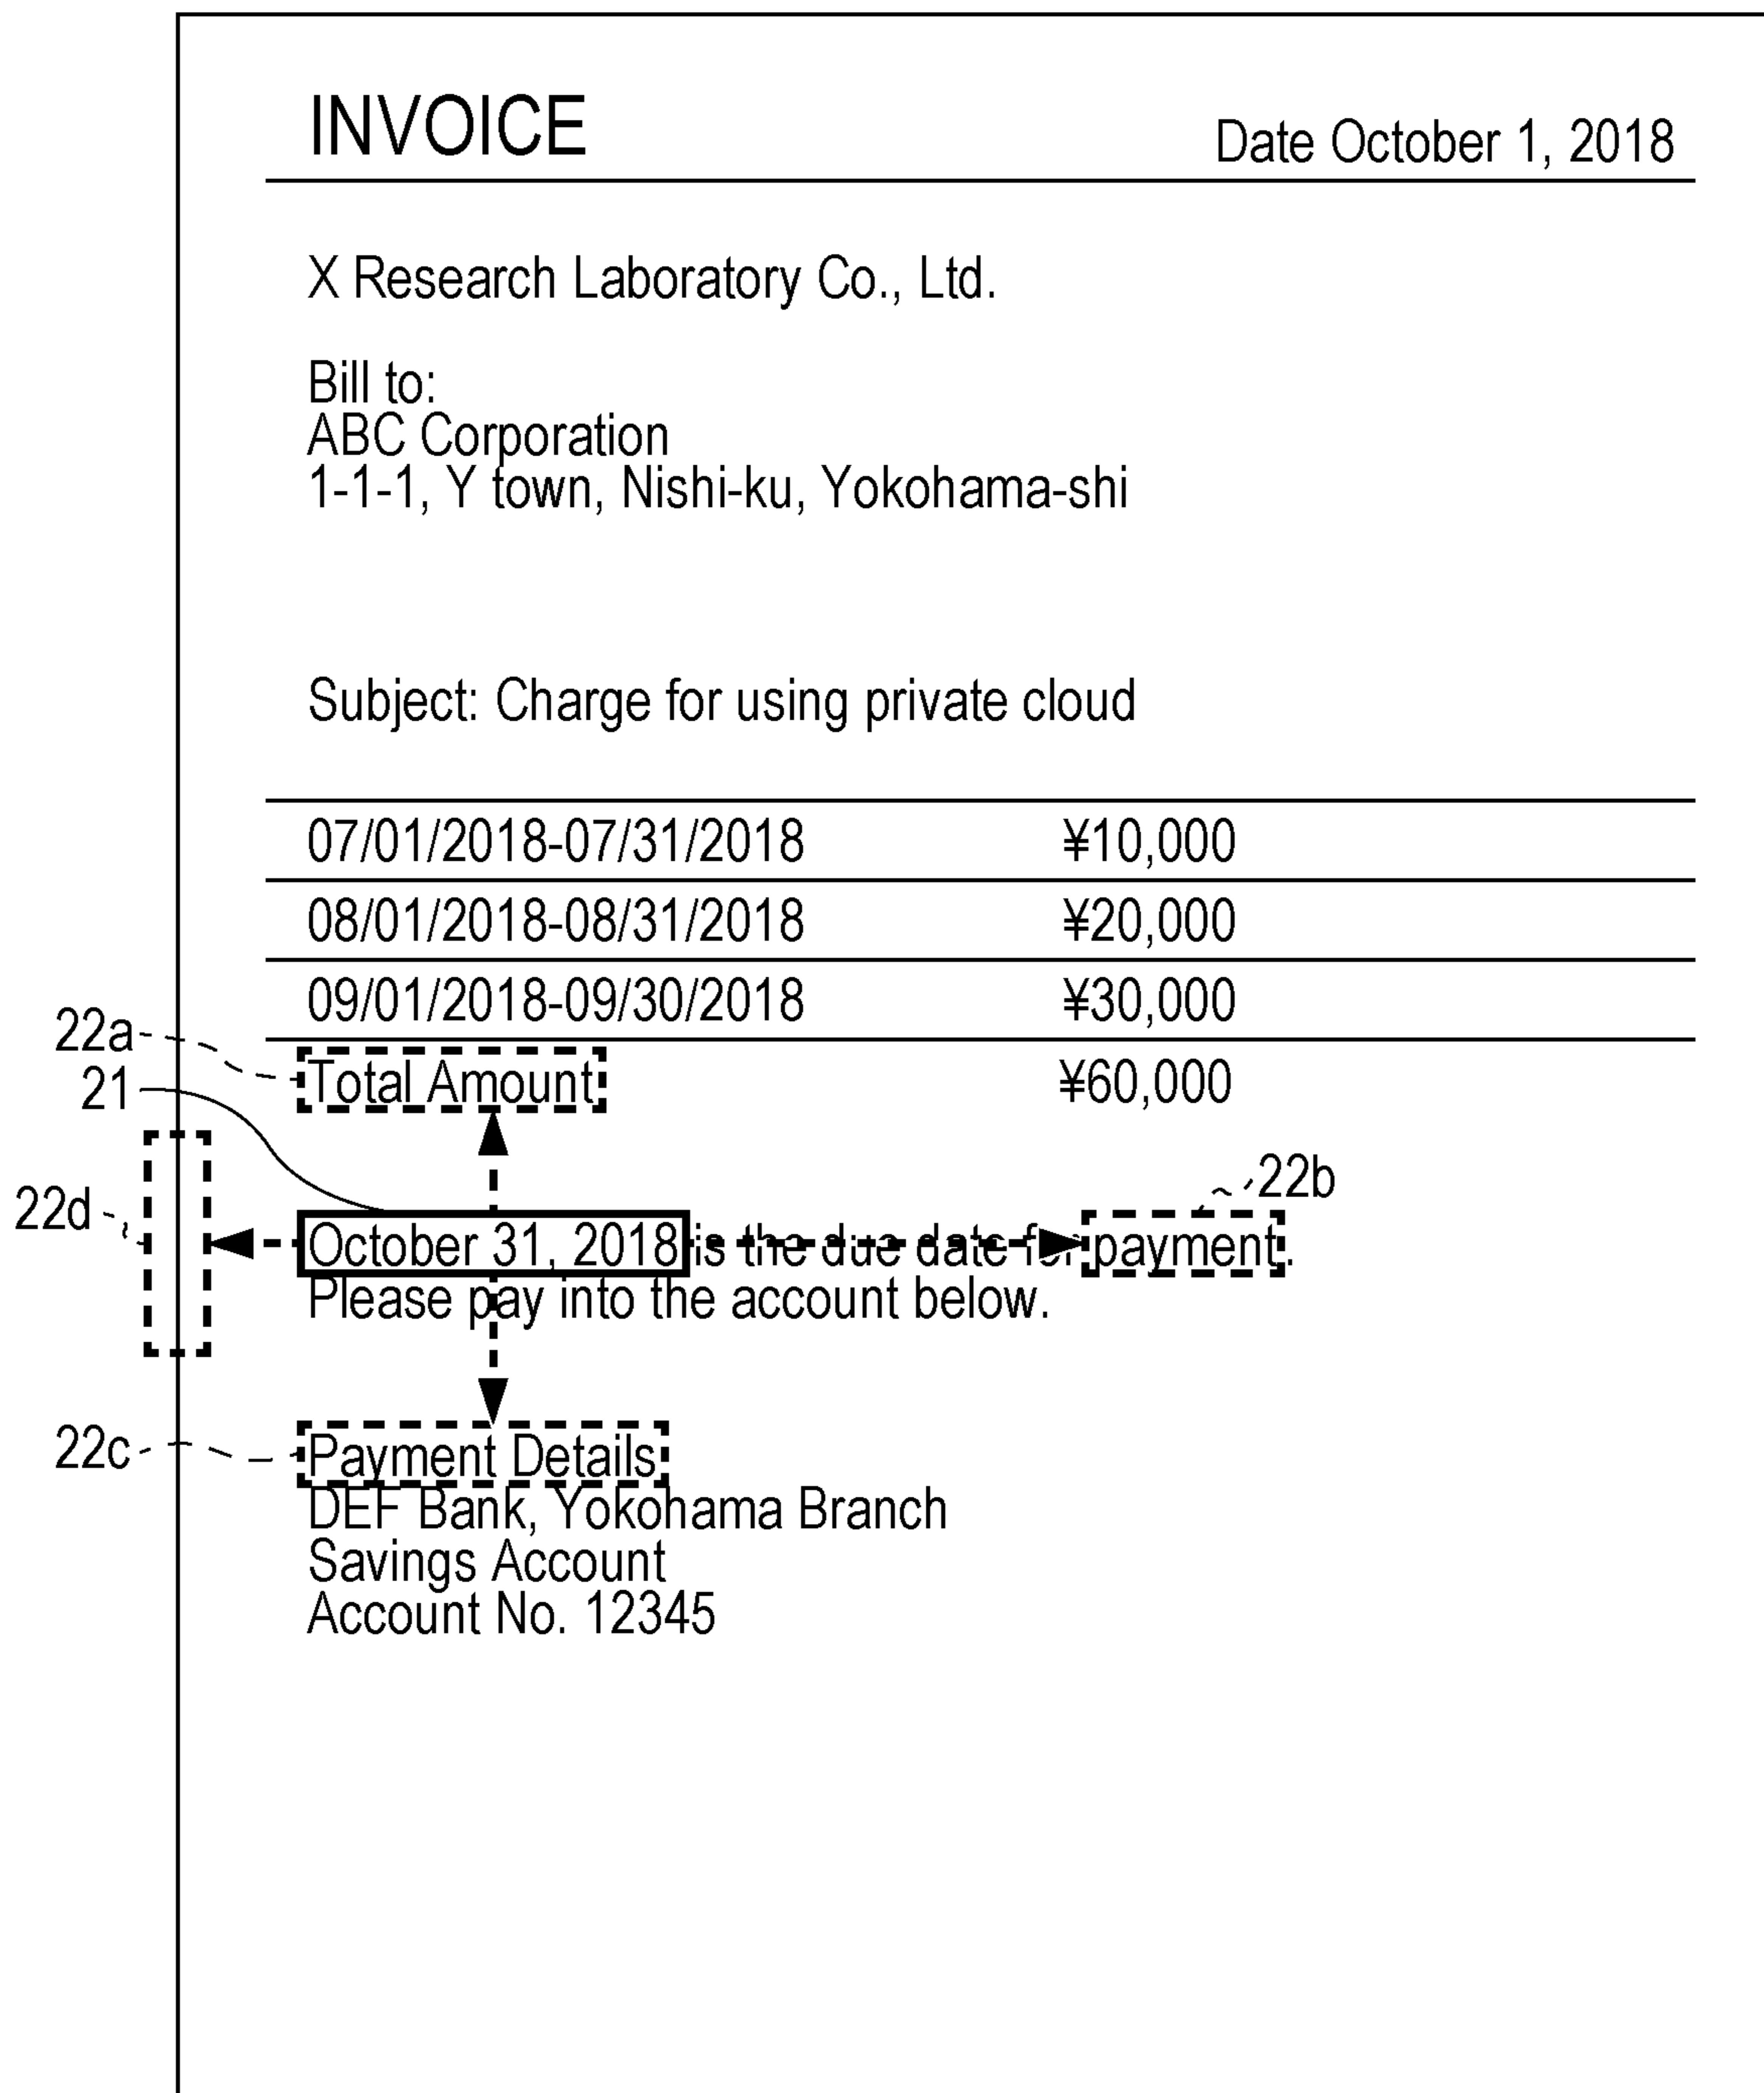 INVOICE
Date October 1, 2018
X Research Laboratory Co., Ltd.
Bill to:
ABC Corporation
1-1-1, Y town, Nishi-ku, Yokohama-shi
Subject: Charge for using private cloud
07/01/2018-07/31/2018 ¥10,000
08/01/2018-08/31/2018 ¥20,000
09/01/2018-09/30/2018 ¥30,000
22a
Total Amount ¥60,000
21
22b
22d
October 31, 2018 is the due date for payment.
Please pay into the account below.
22c
Payment Details
DEF Bank, Yokohama Branch
Savings Account
Account No. 12345